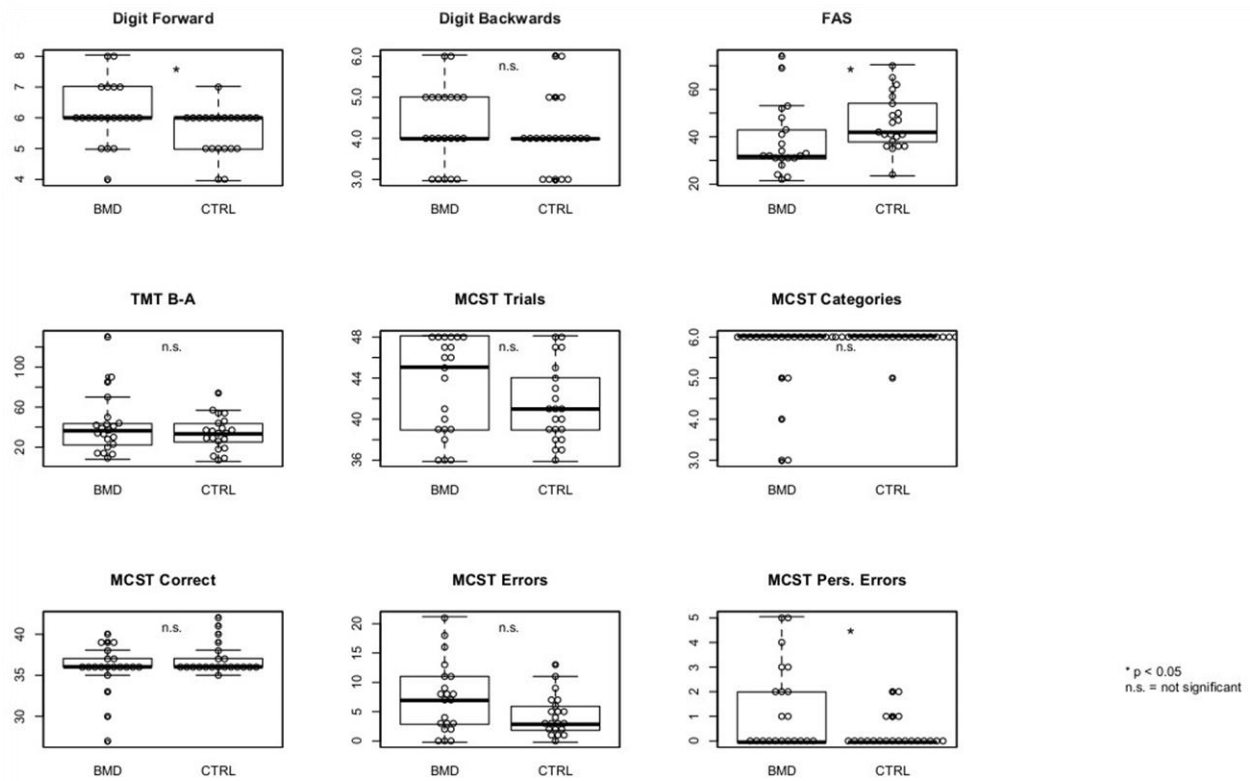 Digit Forward
Digit Backwards
FAS
8
7
6
5
4
*
BMD
CTRL
6.0
5.0
4.0
3.0
n.s.
BMD
CTRL
60
40
20
*
BMD
CTRL
TMT B-A
MCST Trials
MCST Categories
100
60
20
n.s.
BMD
CTRL
48
44
40
36
n.s.
BMD
CTRL
6.0
5.0
4.0
3.0
n.s.
BMD
CTRL
MCST Correct
MCST Errors
MCST Pers. Errors
40
35
30
n.s.
BMD
CTRL
20
15
10
5
0
n.s.
BMD
CTRL
5
4
3
2
1
0
*
BMD
CTRL
* p < 0.05
n.s. = not significant